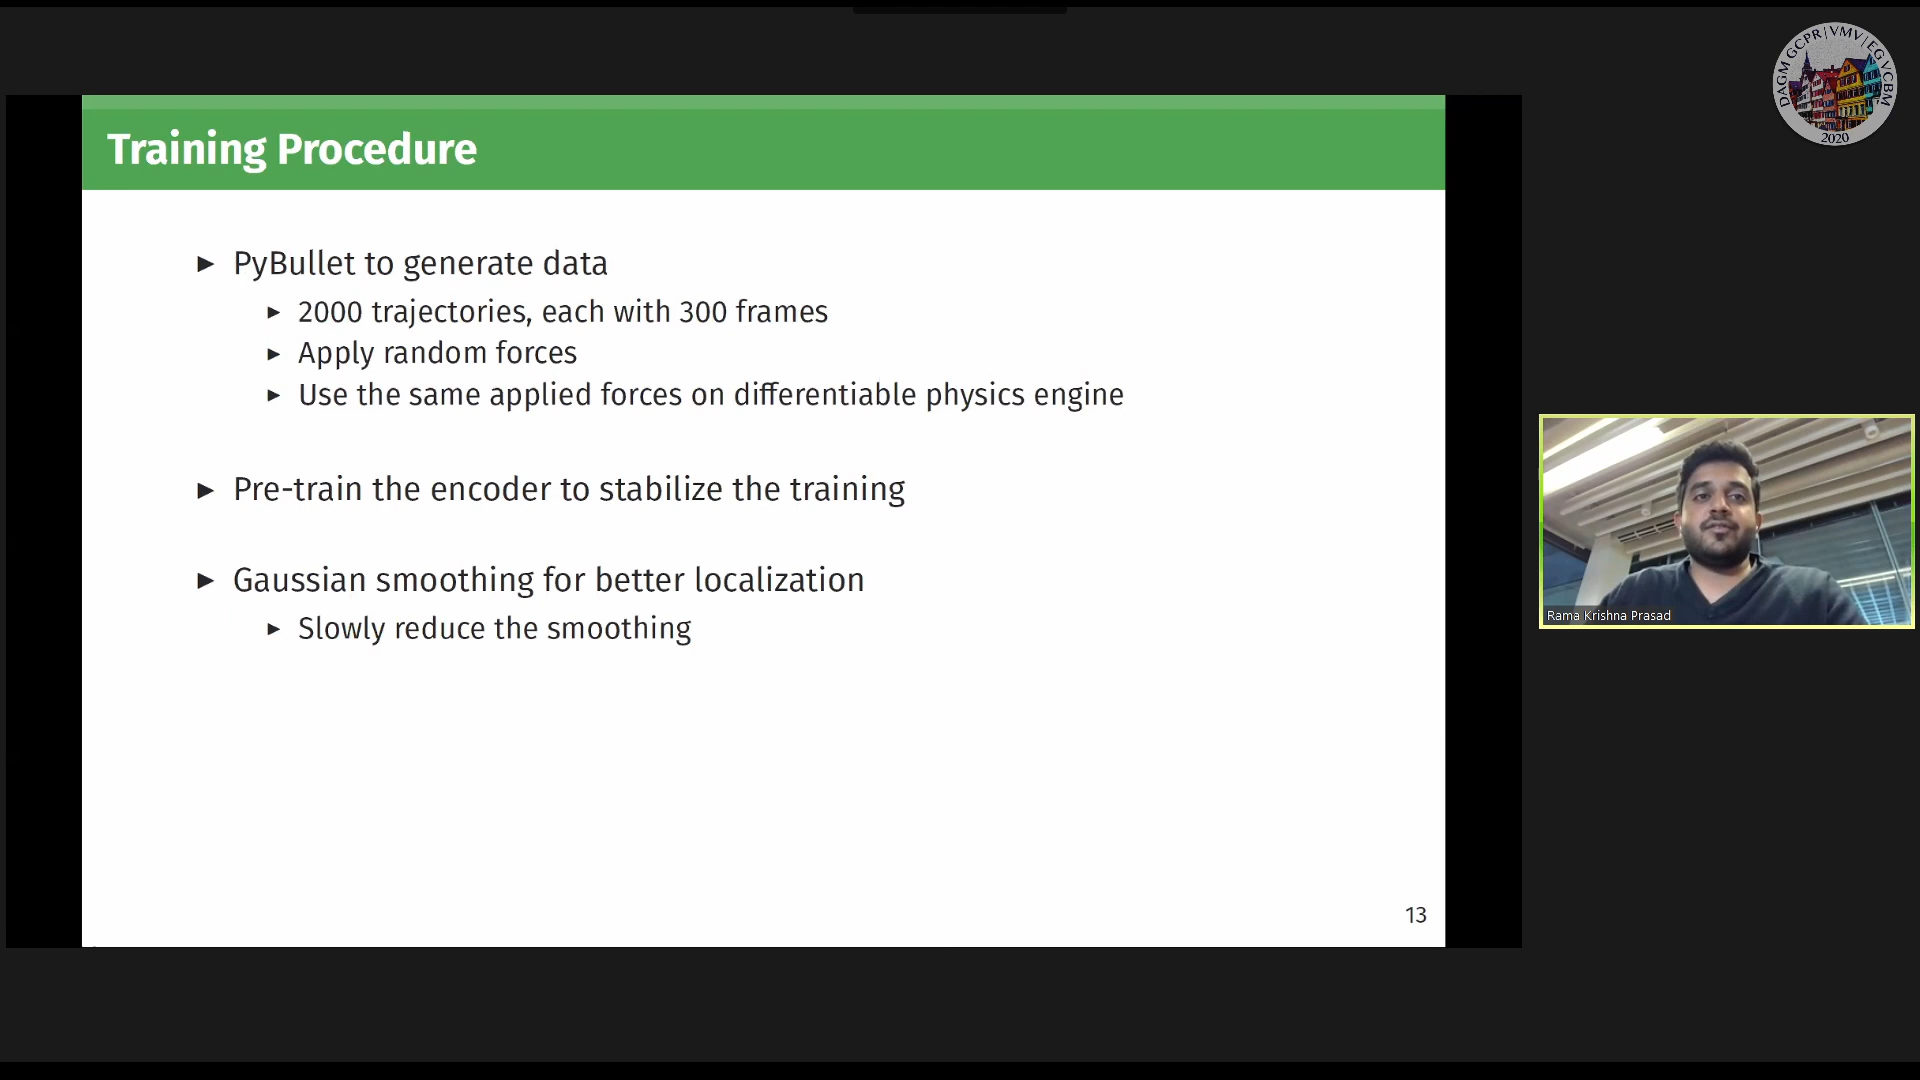 DAGM GCPR | VMV | EG VCBM
2020
Training Procedure
► PyBullet to generate data
► 2000 trajectories, each with 300 frames
► Apply random forces
► Use the same applied forces on differentiable physics engine
► Pre-train the encoder to stabilize the training
► Gaussian smoothing for better localization
► Slowly reduce the smoothing
Rama Krishna Prasad
13